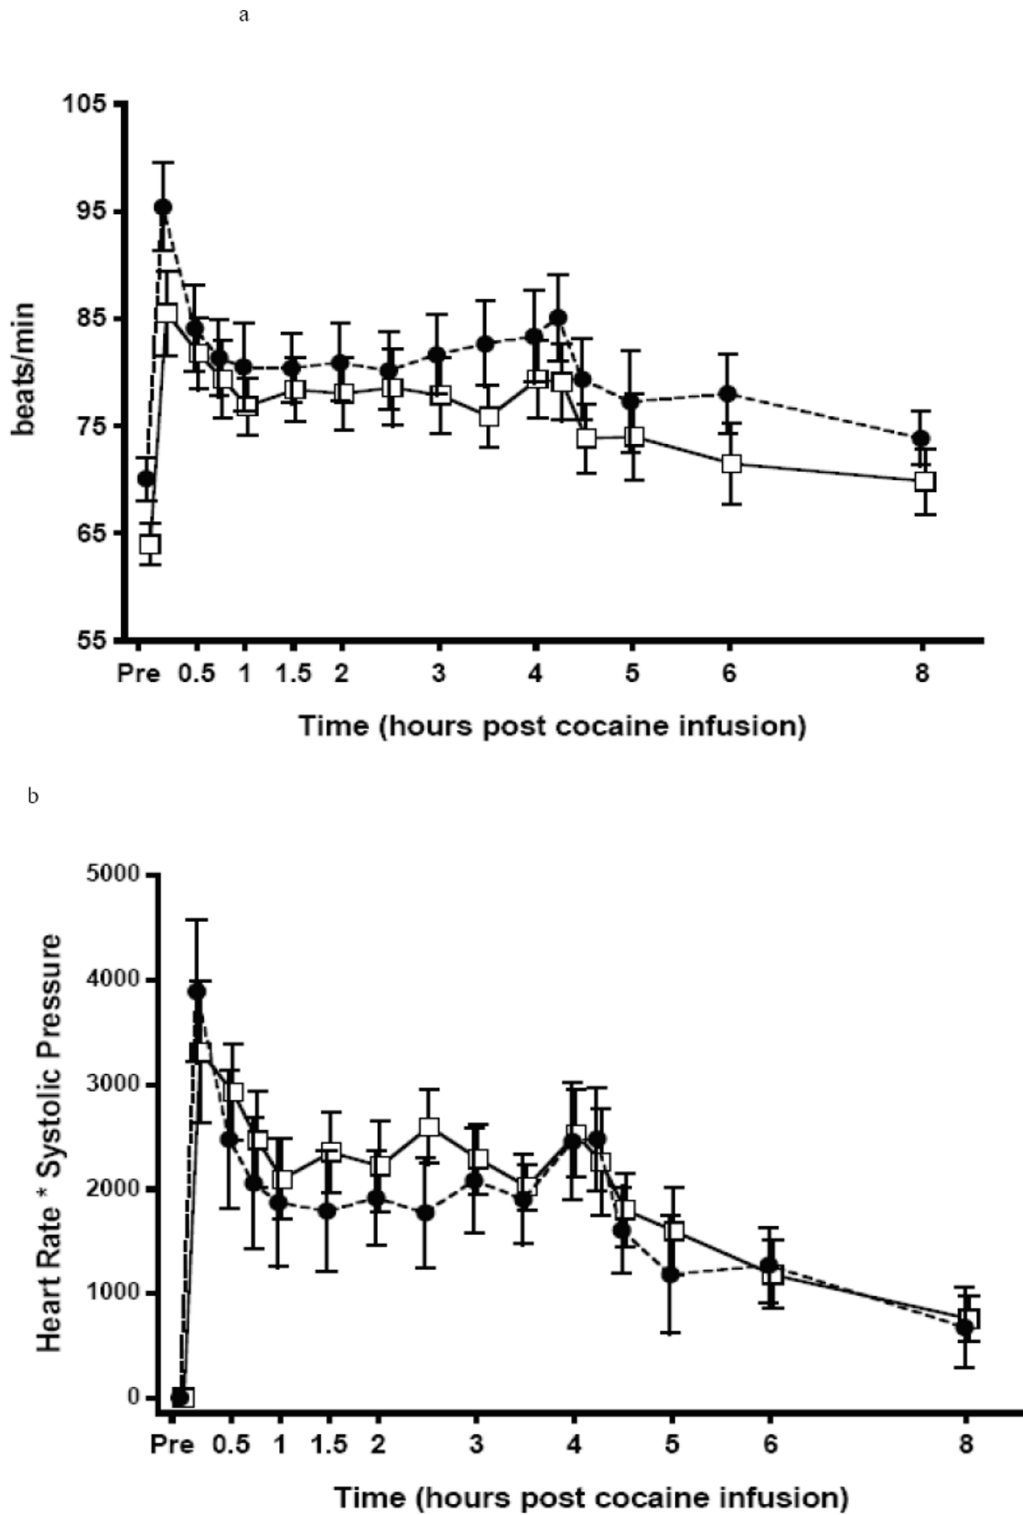 a
105
95
85
75
65
55
beats/min
Pre 0.5 1 1.5 2 3 4 5 6 8
Time (hours post cocaine infusion)
b
5000
4000
3000
2000
1000
0
Heart Rate * Systolic Pressure
Pre 0.5 1 1.5 2 3 4 5 6 8
Time (hours post cocaine infusion)